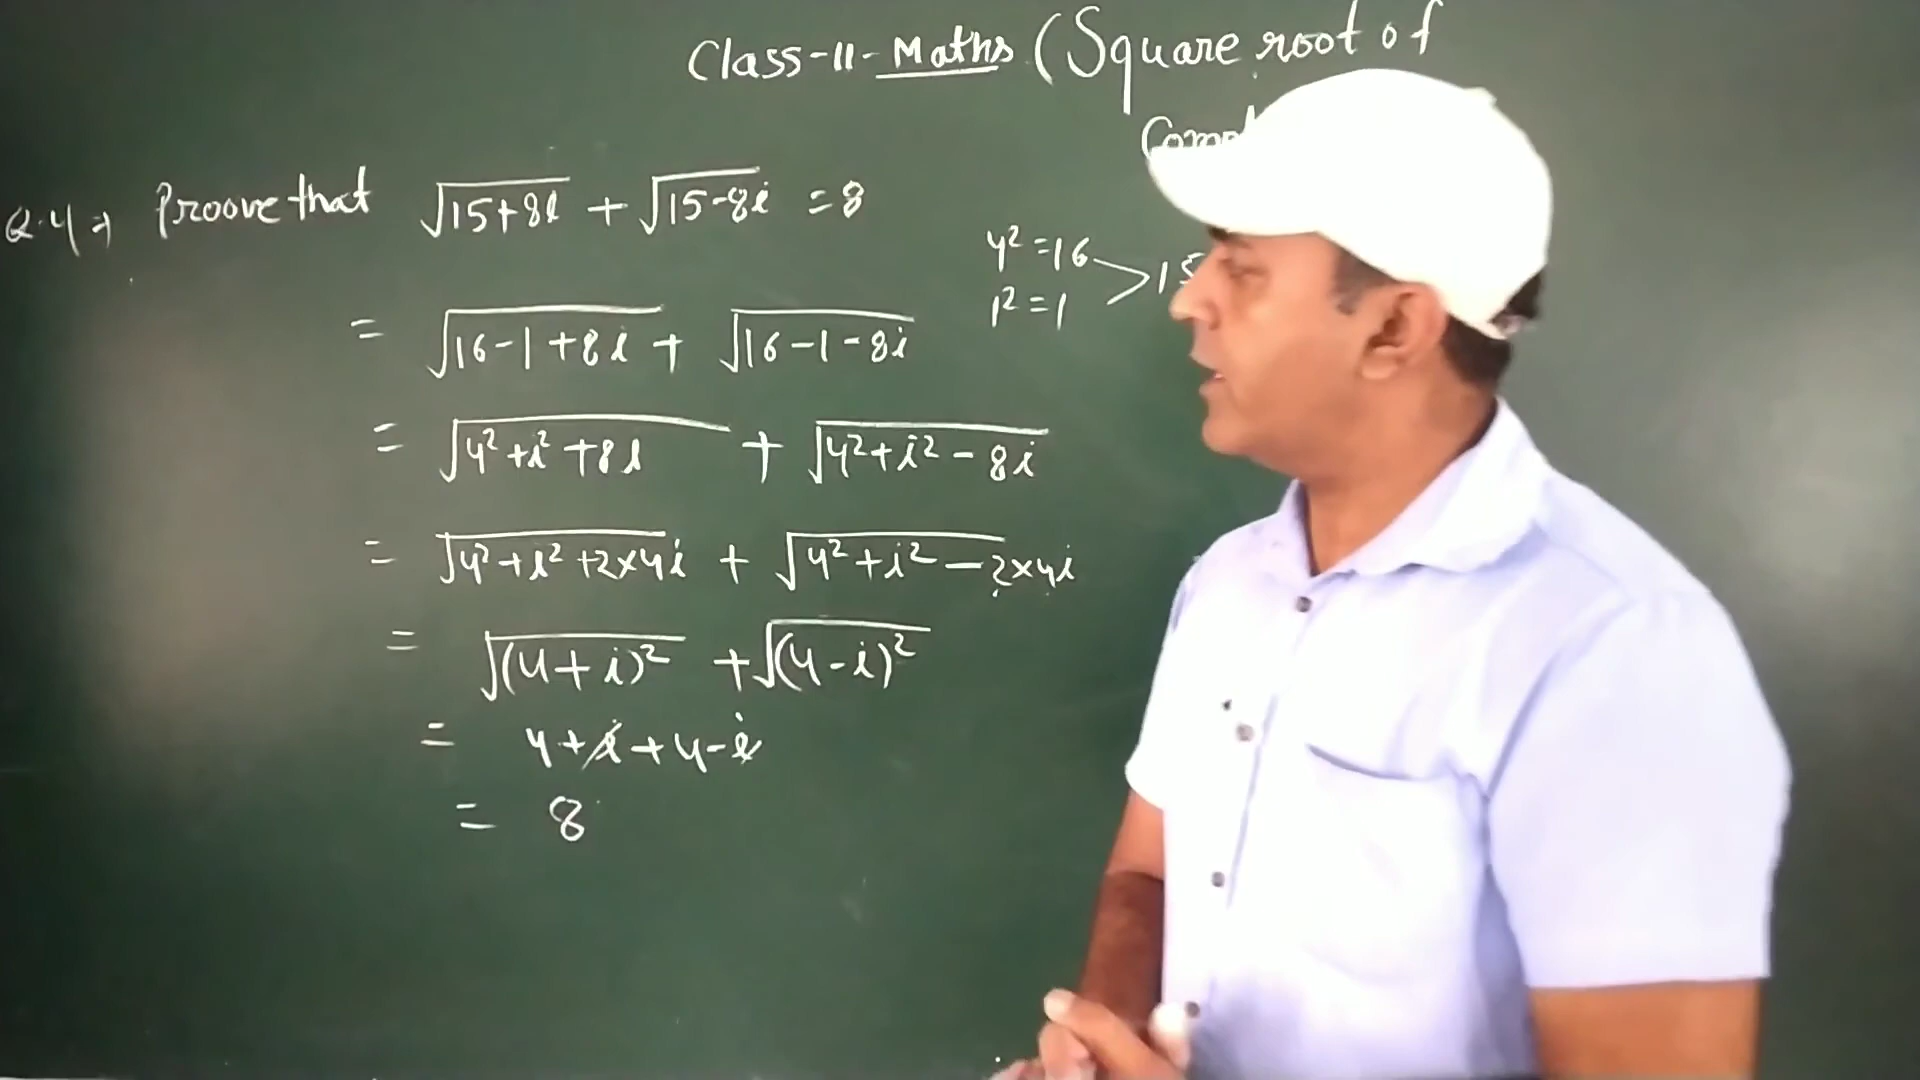 Class-11-Maths (Square root of
Q.4⇒ Proove that √15+8i + √15-8i = 8
4² = 16
1² = 1 > 15
= √16-1+8i + √16-1-8i
= √4²+i²+8i + √4²+i²-8i
= √4²+i²+2×4i + √4²+i²-2×4i
= √(4+i)² + √(4-i)²
= 4+i+4-i
= 8